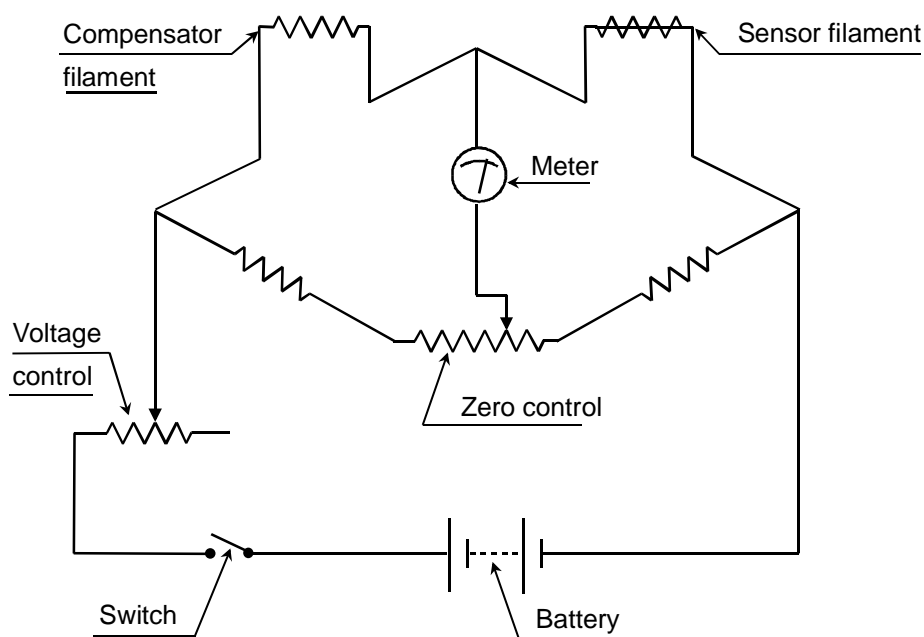 Compensator
filament
Sensor filament
Meter
Voltage
control
Zero control
Switch
Battery